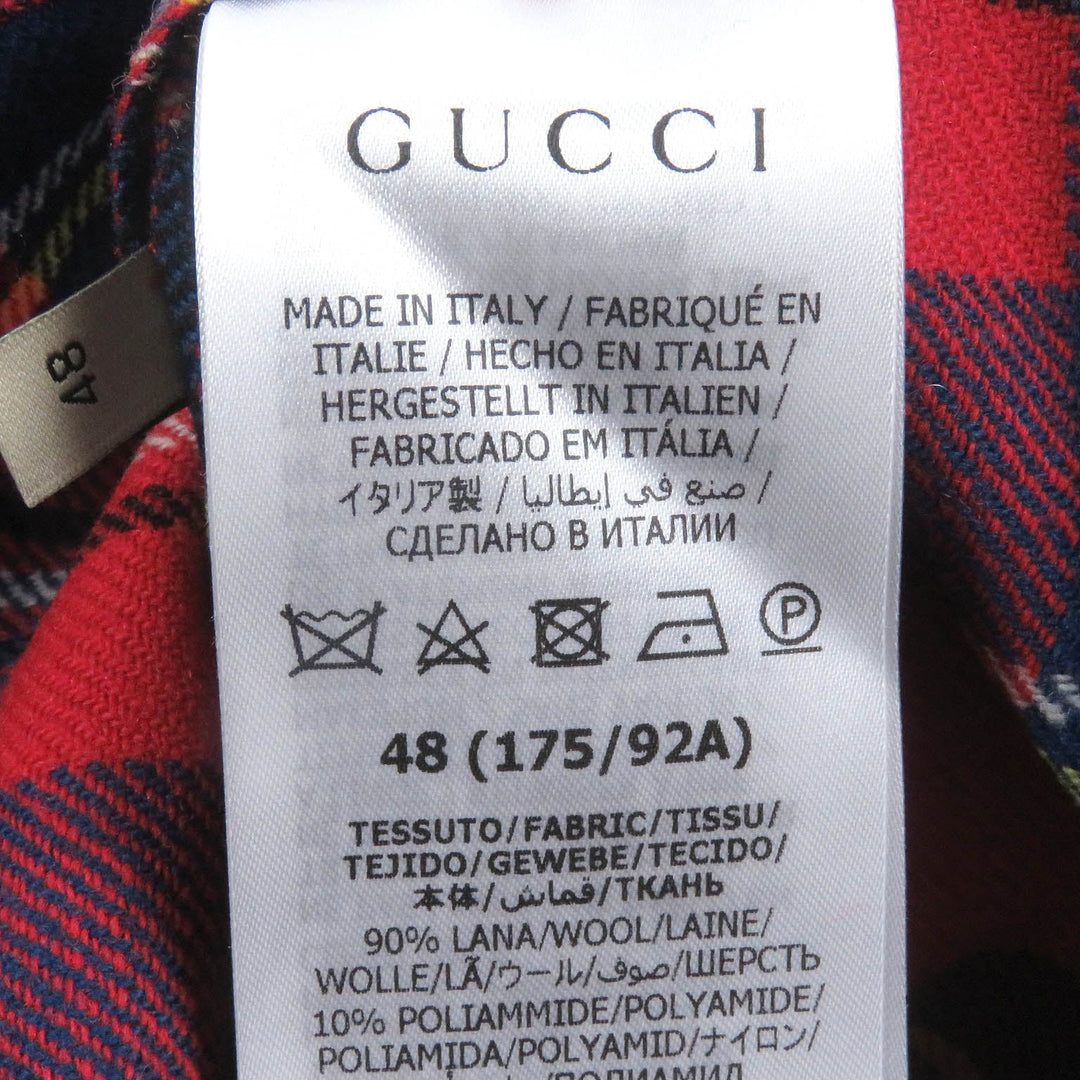 GUCCI
MADE IN ITALY / FABRIQUÉ EN
ITALIE / HECHO EN ITALIA /
HERGESTELLT IN ITALIEN /
FABRICADO EM ITÁLIA /
イタリア製 / صنع في إيطاليا /
СДЕЛАНО В ИТАЛИИ
P
48 (175/92A)
TESSUTO/FABRIC/TISSU/
TEJIDO/GEWEBE/TECIDO/
本体/قماش/ТКАНЬ
90% LANA/WOOL/LAINE/
WOLLE/LÃ/ウール/صوف/ШЕРСТЬ
10% POLIAMMIDE/POLYAMIDE/
POLIAMIDA/POLYAMID/ナイロン/
ПОЛИАМИД
48